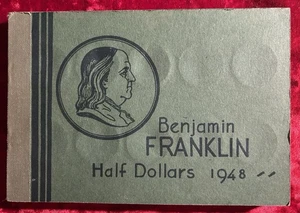 Benjamin
FRANKLIN
Half Dollars 1948 --